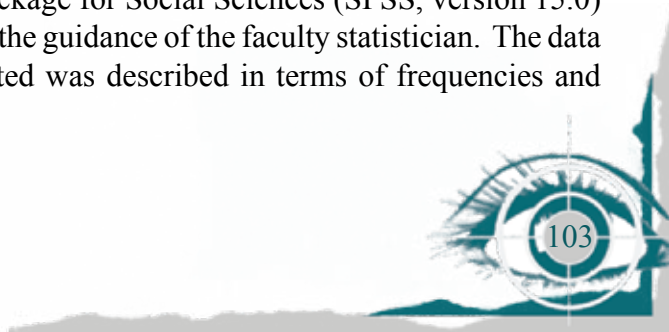 ckage for Social Sciences (SPSS, version 15.0)
the guidance of the faculty statistician. The data
ted was described in terms of frequencies and
103